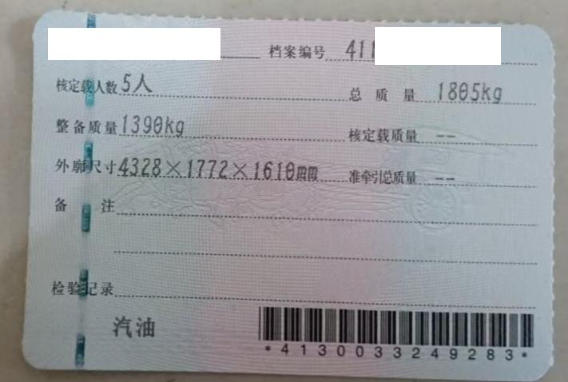 档案编号 411
核定载人数 5人 总质量 1805kg
整备质量 1390kg 核定载质量 --
外廓尺寸 4328×1772×1610mm 准牵引总质量 --
备注
检验记录
汽油
*4130033249283*